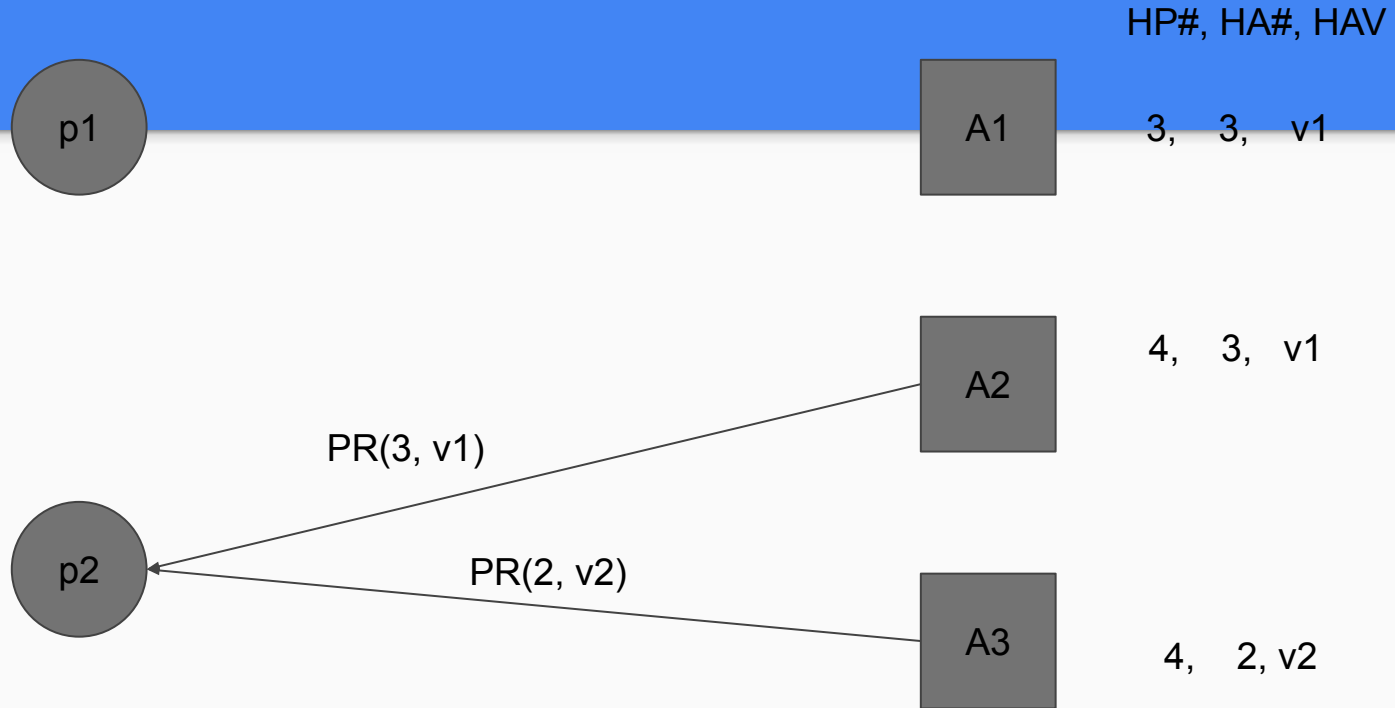 HP#, HA#, HAV
p1
A1
3, 3, v1
4, 3, v1
A2
PR(3, v1)
p2
PR(2, v2)
A3
4, 2, v2